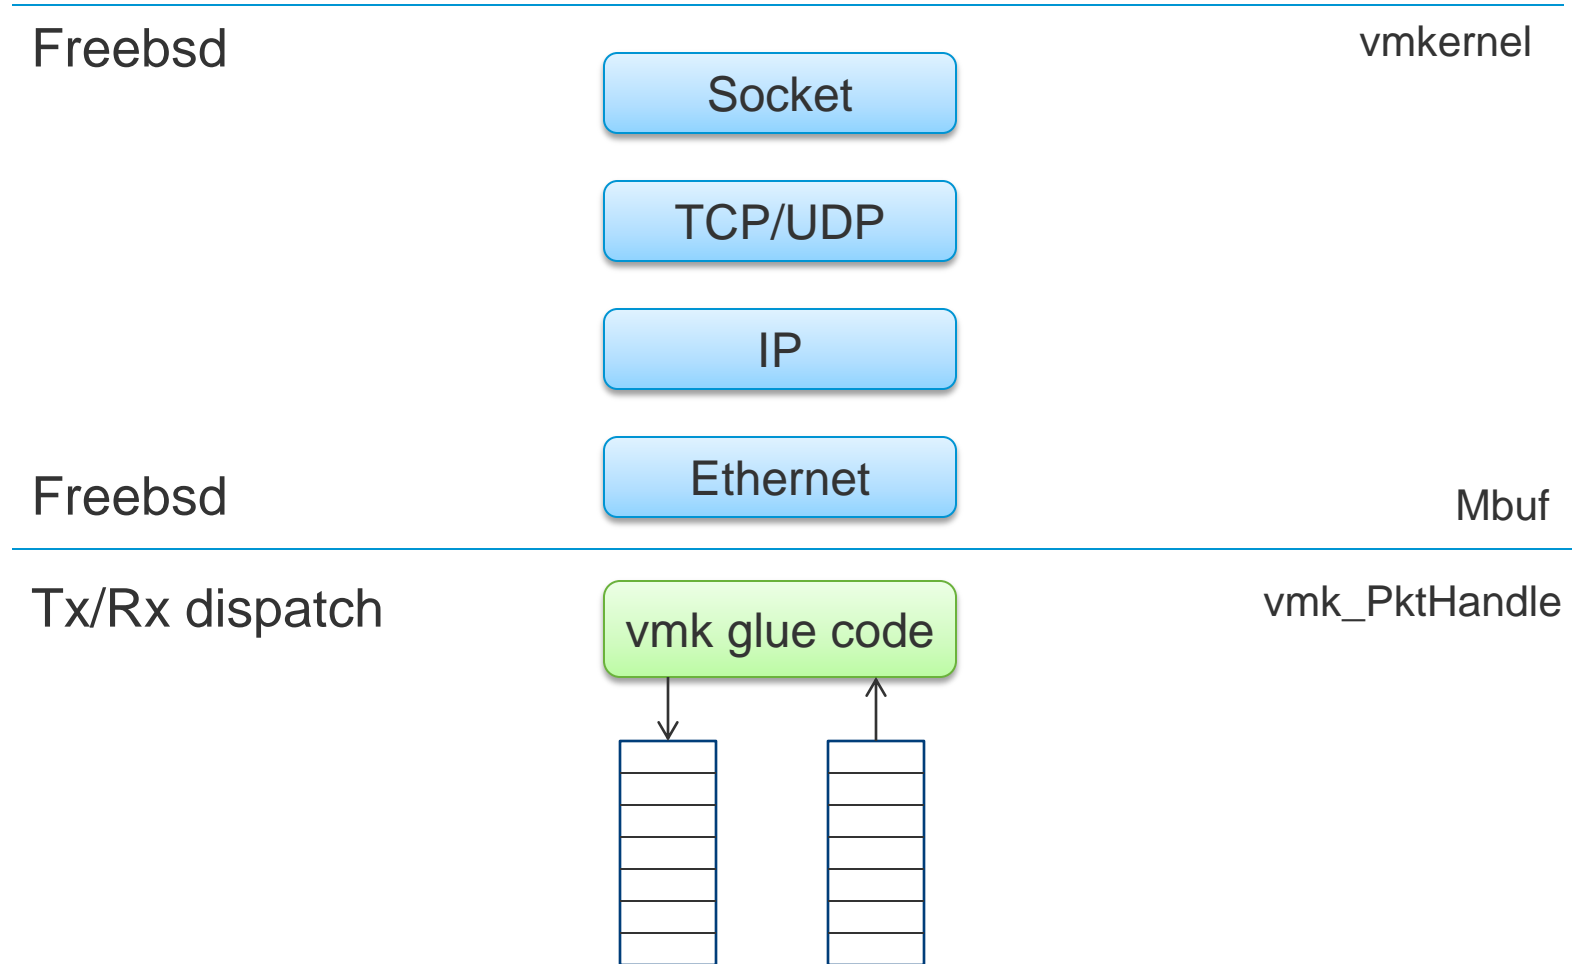 Freebsd
vmkernel
Socket
TCP/UDP
IP
Ethernet
Freebsd
Mbuf
Tx/Rx dispatch
vmk glue code
vmk_PktHandle